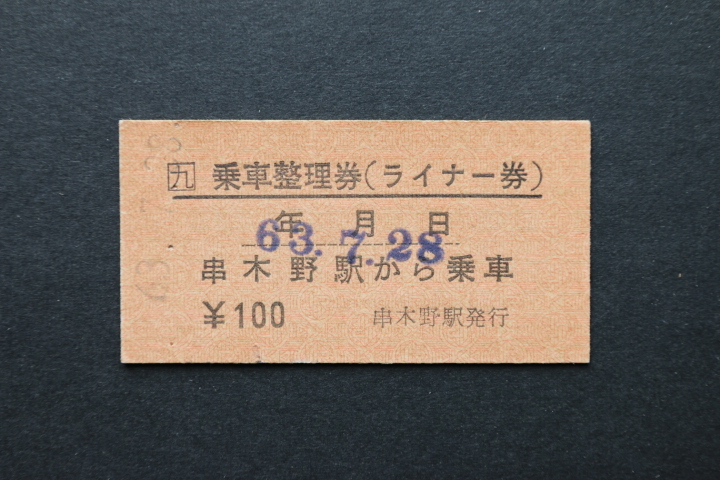 九 乗車整理券(ライナー券)
年 月 日
63.7.28
串木野駅から乗車
¥100 串木野駅発行